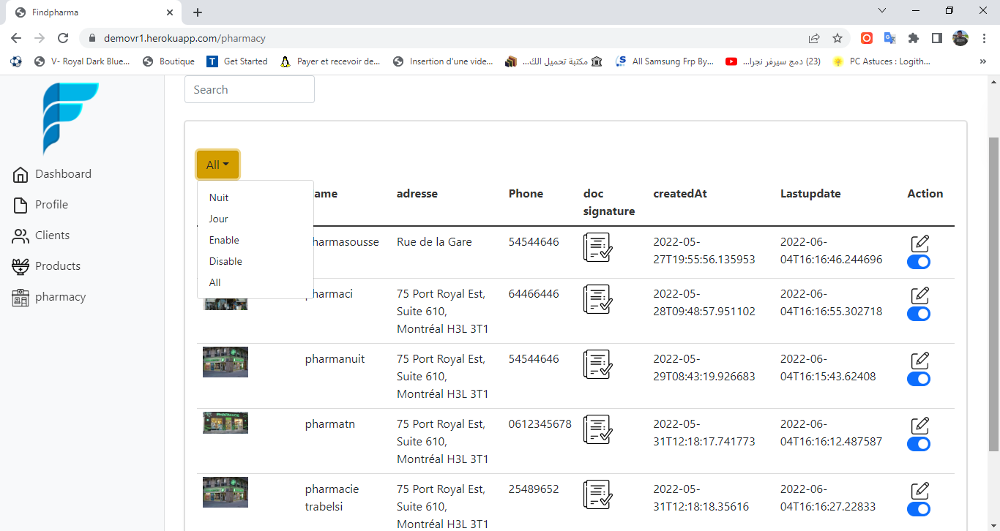 Findpharma
demovr1.herokuapp.com/pharmacy
V- Royal Dark Blue...
Boutique
T
Get Started
Payer et recevoir de...
Insertion d'une vide...
مكتبة تحميل الك...
All Samsung Frp By...
(23) دمج سيرفر نجرا...
PC Astuces : Logith...
»
Search
Dashboard
Profile
Clients
Products
pharmacy
All
Nuit
Jour
Enable
Disable
All
ame adresse Phone doc signature createdAt Lastupdate Action
harmasousse Rue de la Gare 54544646 2022-05- 2022-06-
27T19:55:56.135953 04T16:16:46.244696
pharmaci 75 Port Royal Est, 64466446 2022-05- 2022-06-
Suite 610, 28T09:48:57.951102 04T16:16:55.302718
Montréal H3L 3T1
pharmanuit 75 Port Royal Est, 54544646 2022-05- 2022-06-
Suite 610, 29T08:43:19.926683 04T16:15:43.62408
Montréal H3L 3T1
PHARMACIE
pharmatn 75 Port Royal Est, 0612345678 2022-05- 2022-06-
Suite 610, 31T12:18:17.741773 04T16:16:12.487587
Montréal H3L 3T1
pharmacie 75 Port Royal Est, 25489652 2022-05- 2022-06-
trabelsi Suite 610, 31T12:18:18.35616 04T16:16:27.22833
Montréal H3L 3T1